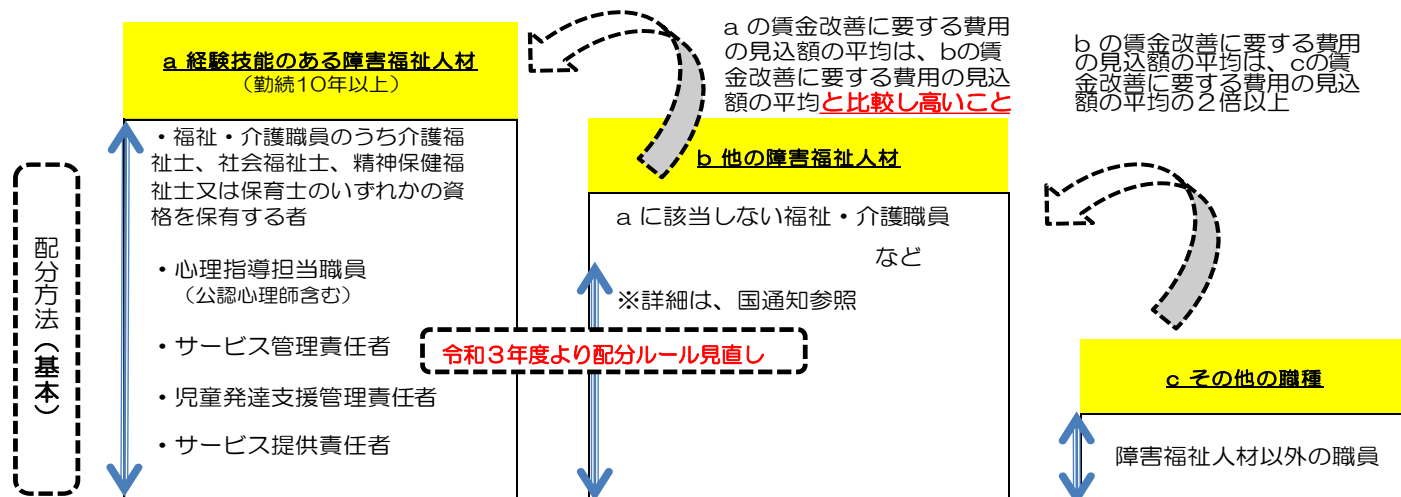 配分方法（基本）
a 経験技能のある障害福祉人材
（勤続10年以上）
・福祉・介護職員のうち介護福
祉士、社会福祉士、精神保健福
祉士又は保育士のいずれかの資
格を保有する者
・心理指導担当職員
（公認心理師含む）
・サービス管理責任者
・児童発達支援管理責任者
・サービス提供責任者
a の賃金改善に要する費用
の見込額の平均は、bの賃
金改善に要する費用の見込
額の平均と比較し高いこと
b 他の障害福祉人材
a に該当しない福祉・介護職員
など
※詳細は、国通知参照
令和３年度より配分ルール見直し
b の賃金改善に要する費用
の見込額の平均は、cの賃
金改善に要する費用の見込
額の平均の２倍以上
c その他の職種
障害福祉人材以外の職員